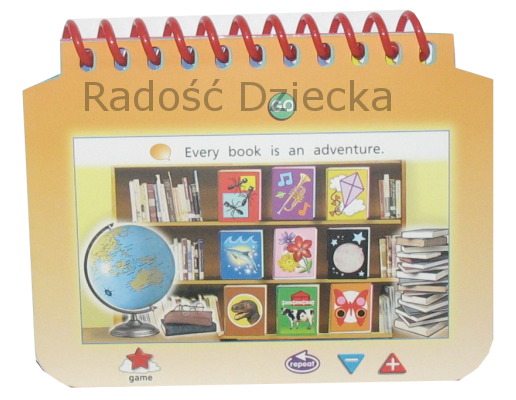 Radość Dziecka
GO
Every book is an adventure.
game
repeat